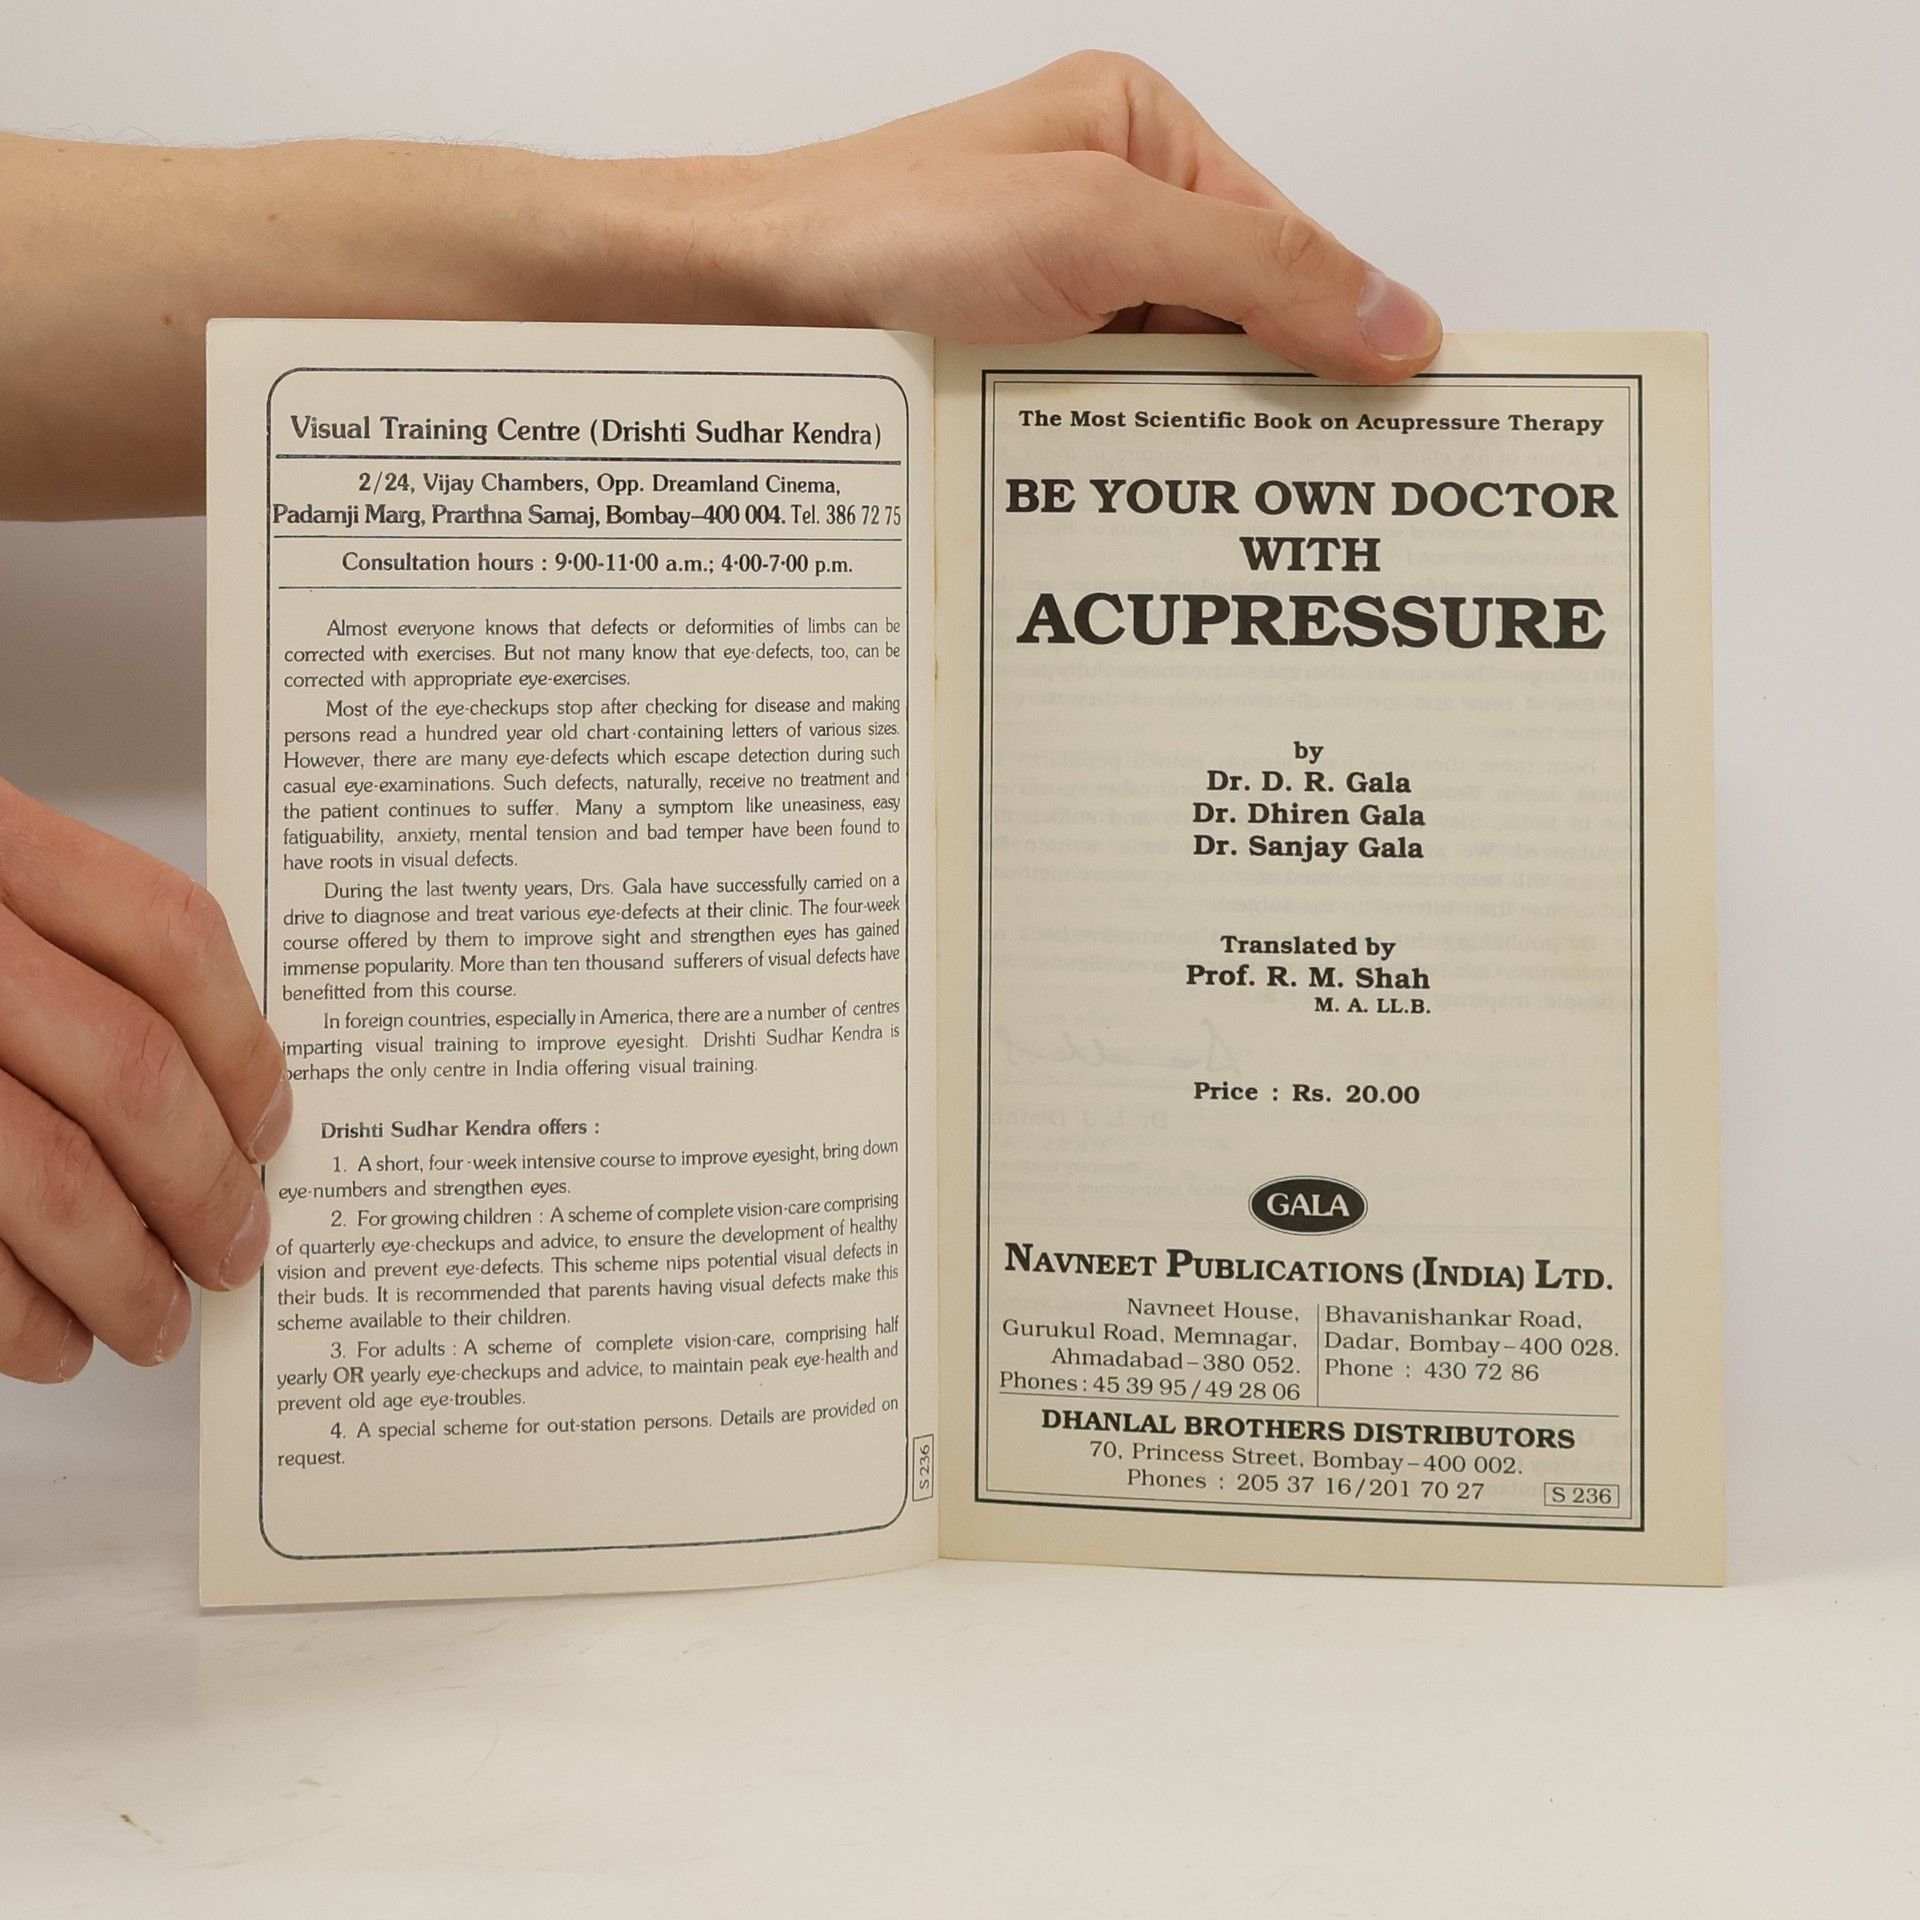 Visual Training Centre (Drishti Sudhar Kendra)
2/24, Vijay Chambers, Opp. Dreamland Cinema,
Padamji Marg, Prarthna Samaj, Bombay–400 004. Tel. 386 72 75
Consultation hours : 9·00-11·00 a.m.; 4·00-7·00 p.m.
Almost everyone knows that defects or deformities of limbs can be
corrected with exercises. But not many know that eye-defects, too, can be
corrected with appropriate eye-exercises.
Most of the eye-checkups stop after checking for disease and making
persons read a hundred year old chart containing letters of various sizes.
However, there are many eye-defects which escape detection during such
casual eye-examinations. Such defects, naturally, receive no treatment and
the patient continues to suffer. Many a symptom like uneasiness, easy
fatiguability, anxiety, mental tension and bad temper have been found to
have roots in visual defects.
During the last twenty years, Drs. Gala have successfully carried on a
drive to diagnose and treat various eye-defects at their clinic. The four-week
course offered by them to improve sight and strengthen eyes has gained
immense popularity. More than ten thousand sufferers of visual defects have
benefitted from this course.
In foreign countries, especially in America, there are a number of centres
imparting visual training to improve eyesight. Drishti Sudhar Kendra is
perhaps the only centre in India offering visual training.
Drishti Sudhar Kendra offers :
1. A short, four-week intensive course to improve eyesight, bring down
eye-numbers and strengthen eyes.
2. For growing children : A scheme of complete vision-care comprising
of quarterly eye-checkups and advice, to ensure the development of healthy
vision and prevent eye-defects. This scheme nips potential visual defects in
their buds. It is recommended that parents having visual defects make this
scheme available to their children.
3. For adults : A scheme of complete vision-care, comprising half
yearly OR yearly eye-checkups and advice, to maintain peak eye-health and
prevent old age eye-troubles.
4. A special scheme for out-station persons. Details are provided on
request.
S 236
The Most Scientific Book on Acupressure Therapy
BE YOUR OWN DOCTOR
WITH
ACUPRESSURE
by
Dr. D. R. Gala
Dr. Dhiren Gala
Dr. Sanjay Gala
Translated by
Prof. R. M. Shah
M. A. LL.B.
Price : Rs. 20.00
GALA
NAVNEET PUBLICATIONS (INDIA) LTD.
Navneet House,
Gurukul Road, Memnagar,
Ahmadabad–380 052.
Phones : 45 39 95 / 49 28 06
Bhavanishankar Road,
Dadar, Bombay–400 028.
Phone : 430 72 86
DHANLAL BROTHERS DISTRIBUTORS
70, Princess Street, Bombay–400 002.
Phones : 205 37 16/201 70 27
S 236